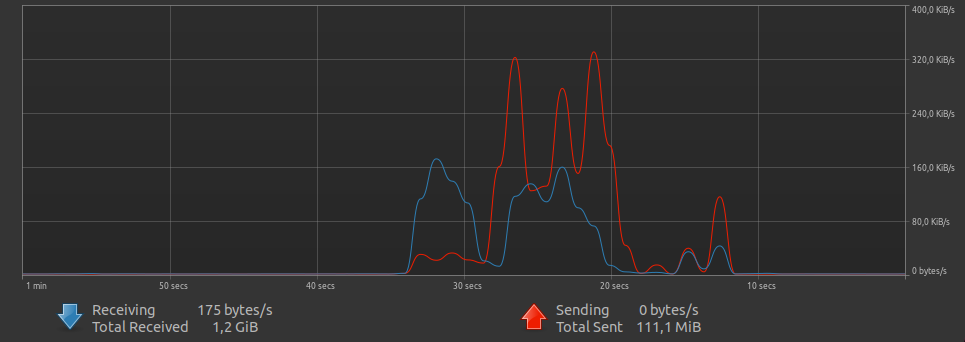 400,0 KiB/s
320,0 KiB/s
240,0 KiB/s
160,0 KiB/s
80,0 KiB/s
0 bytes/s
1 min 50 secs 40 secs 30 secs 20 secs 10 secs
Receiving 175 bytes/s Sending 0 bytes/s
Total Received 1,2 GiB Total Sent 111,1 MiB